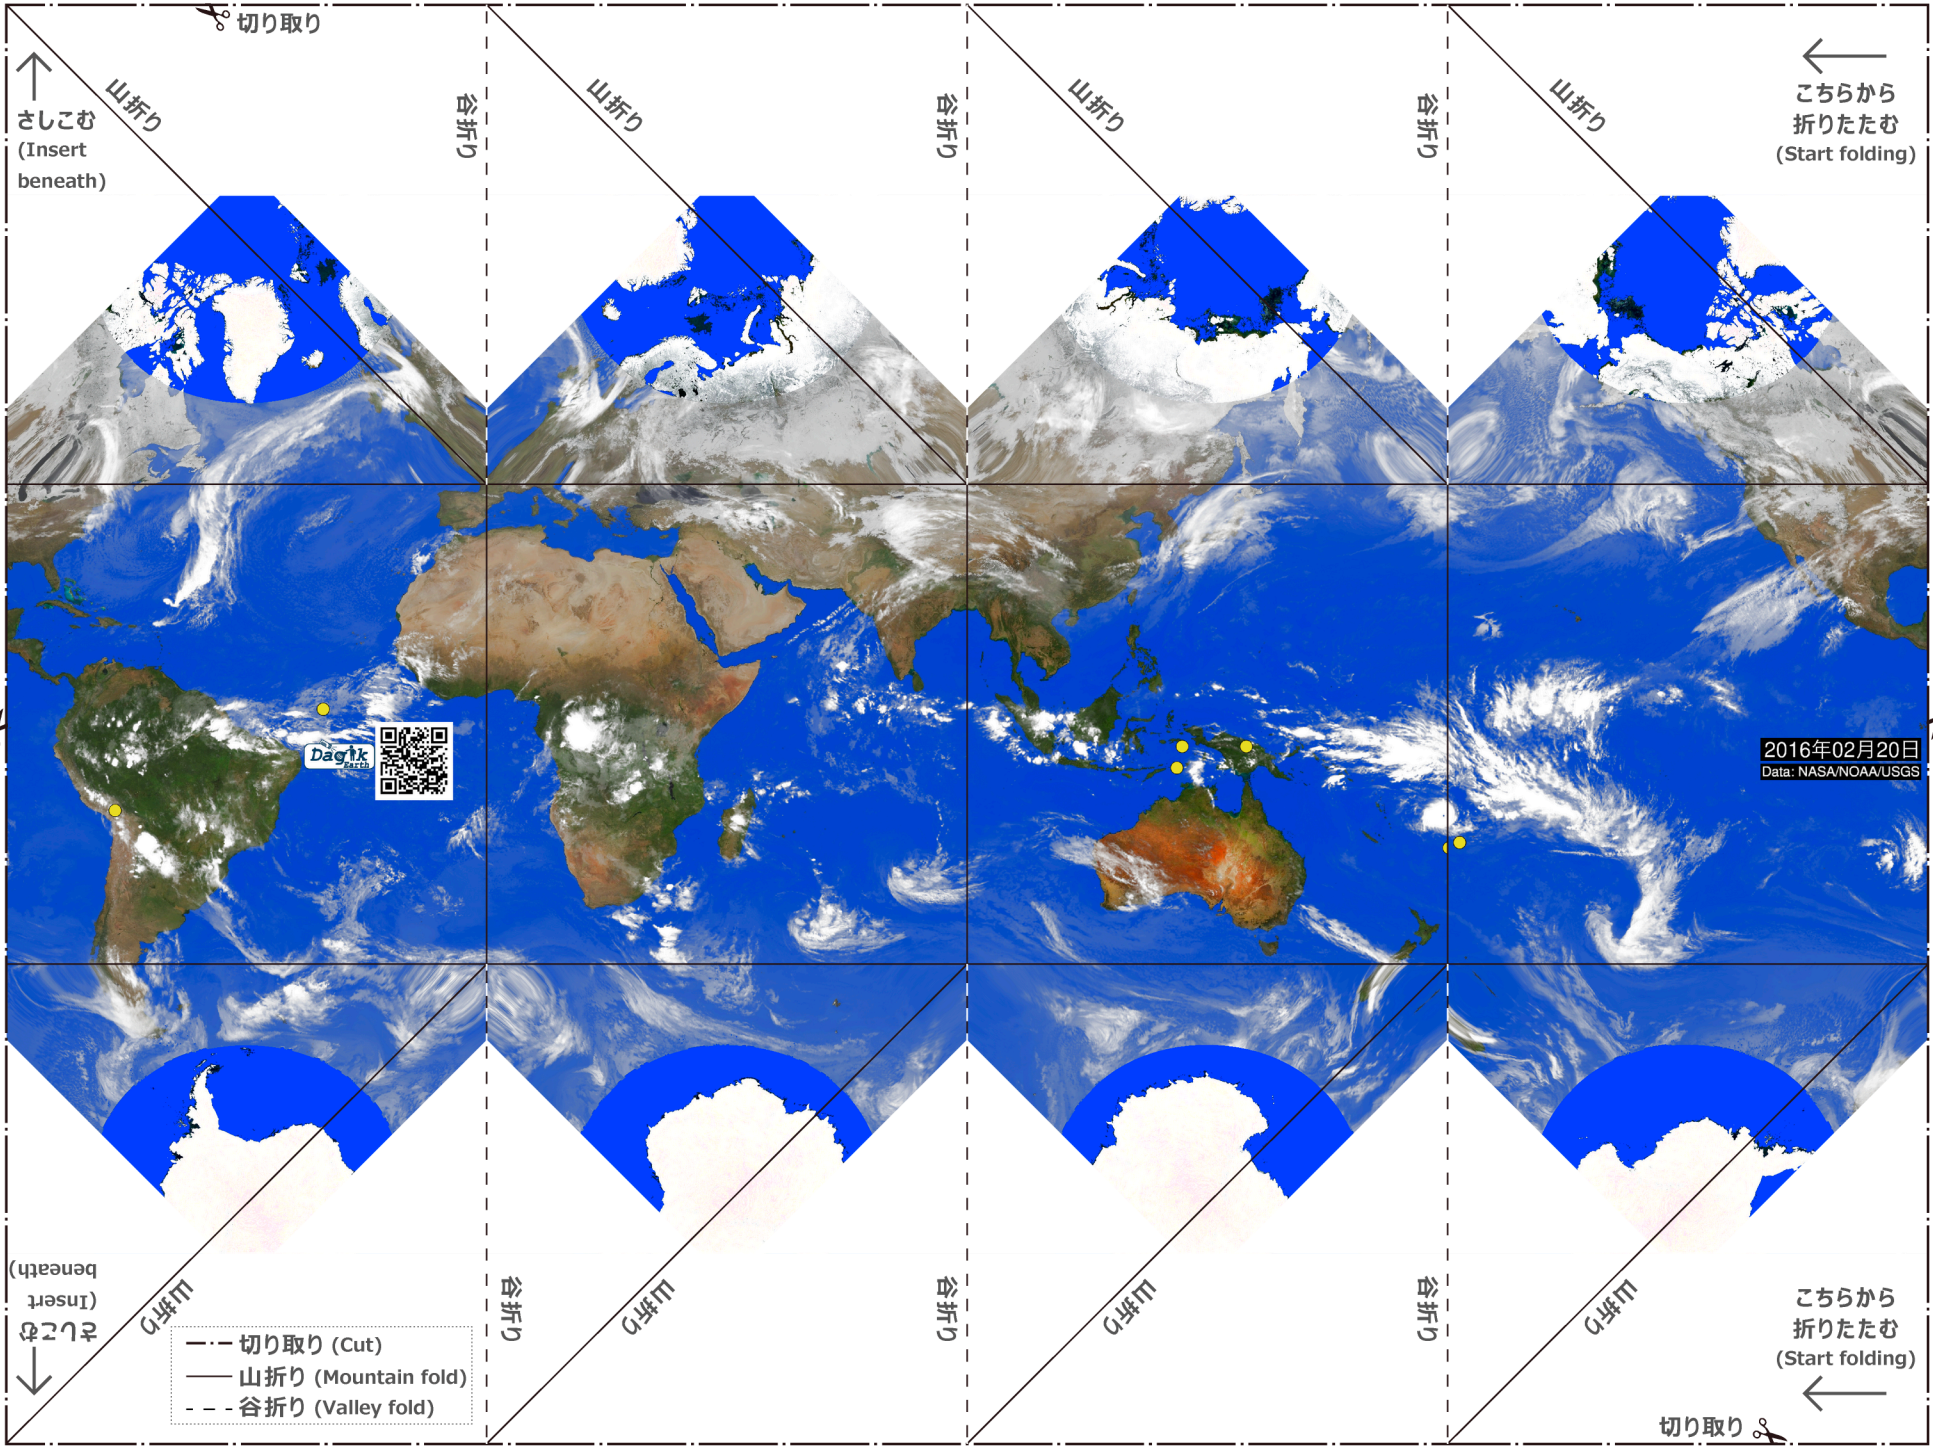 切り取り
山折り
谷折り
山折り
谷折り
山折り
谷折り
山折り
さしこむ
(Insert
beneath)
こちらから
折りたたむ
(Start folding)
Dagik
Earth
2016年02月20日
Data: NASA/NOAA/USGS
さしこむ
(Insert
beneath)
山折り
谷折り
山折り
谷折り
山折り
谷折り
山折り
切り取り (Cut)
山折り (Mountain fold)
谷折り (Valley fold)
こちらから
折りたたむ
(Start folding)
切り取り